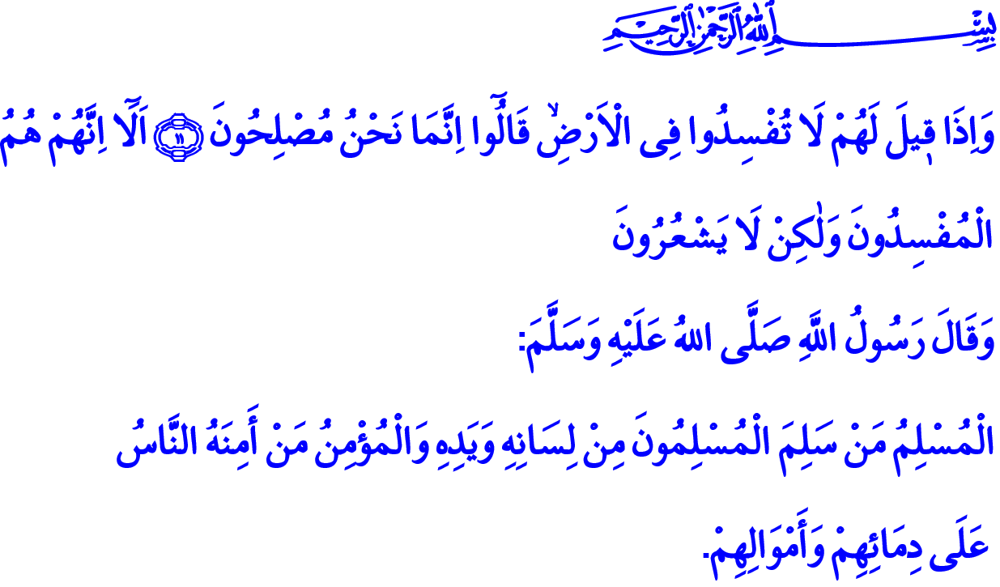 بِسْمِ اللّٰهِ الرَّحْمٰنِ الرَّحِيمِ
وَاِذَا قٖيلَ لَهُمْ لَا تُفْسِدُوا فِى الْاَرْضِۙ قَالُٓوا اِنَّمَا نَحْنُ مُصْلِحُونَ ﴿١١﴾ اَلَٓا اِنَّهُمْ هُمُ
الْمُفْسِدُونَ وَلٰكِنْ لَا يَشْعُرُونَ
وَقَالَ رَسُولُ اللَّهِ صَلَّى اللهُ عَلَيْهِ وَسَلَّمَ:
الْمُسْلِمُ مَنْ سَلِمَ الْمُسْلِمُونَ مِنْ لِسَانِهِ وَيَدِهِ وَالْمُؤْمِنُ مَنْ أَمِنَهُ النَّاسُ
عَلَى دِمَائِهِمْ وَأَمْوَالِهِمْ.